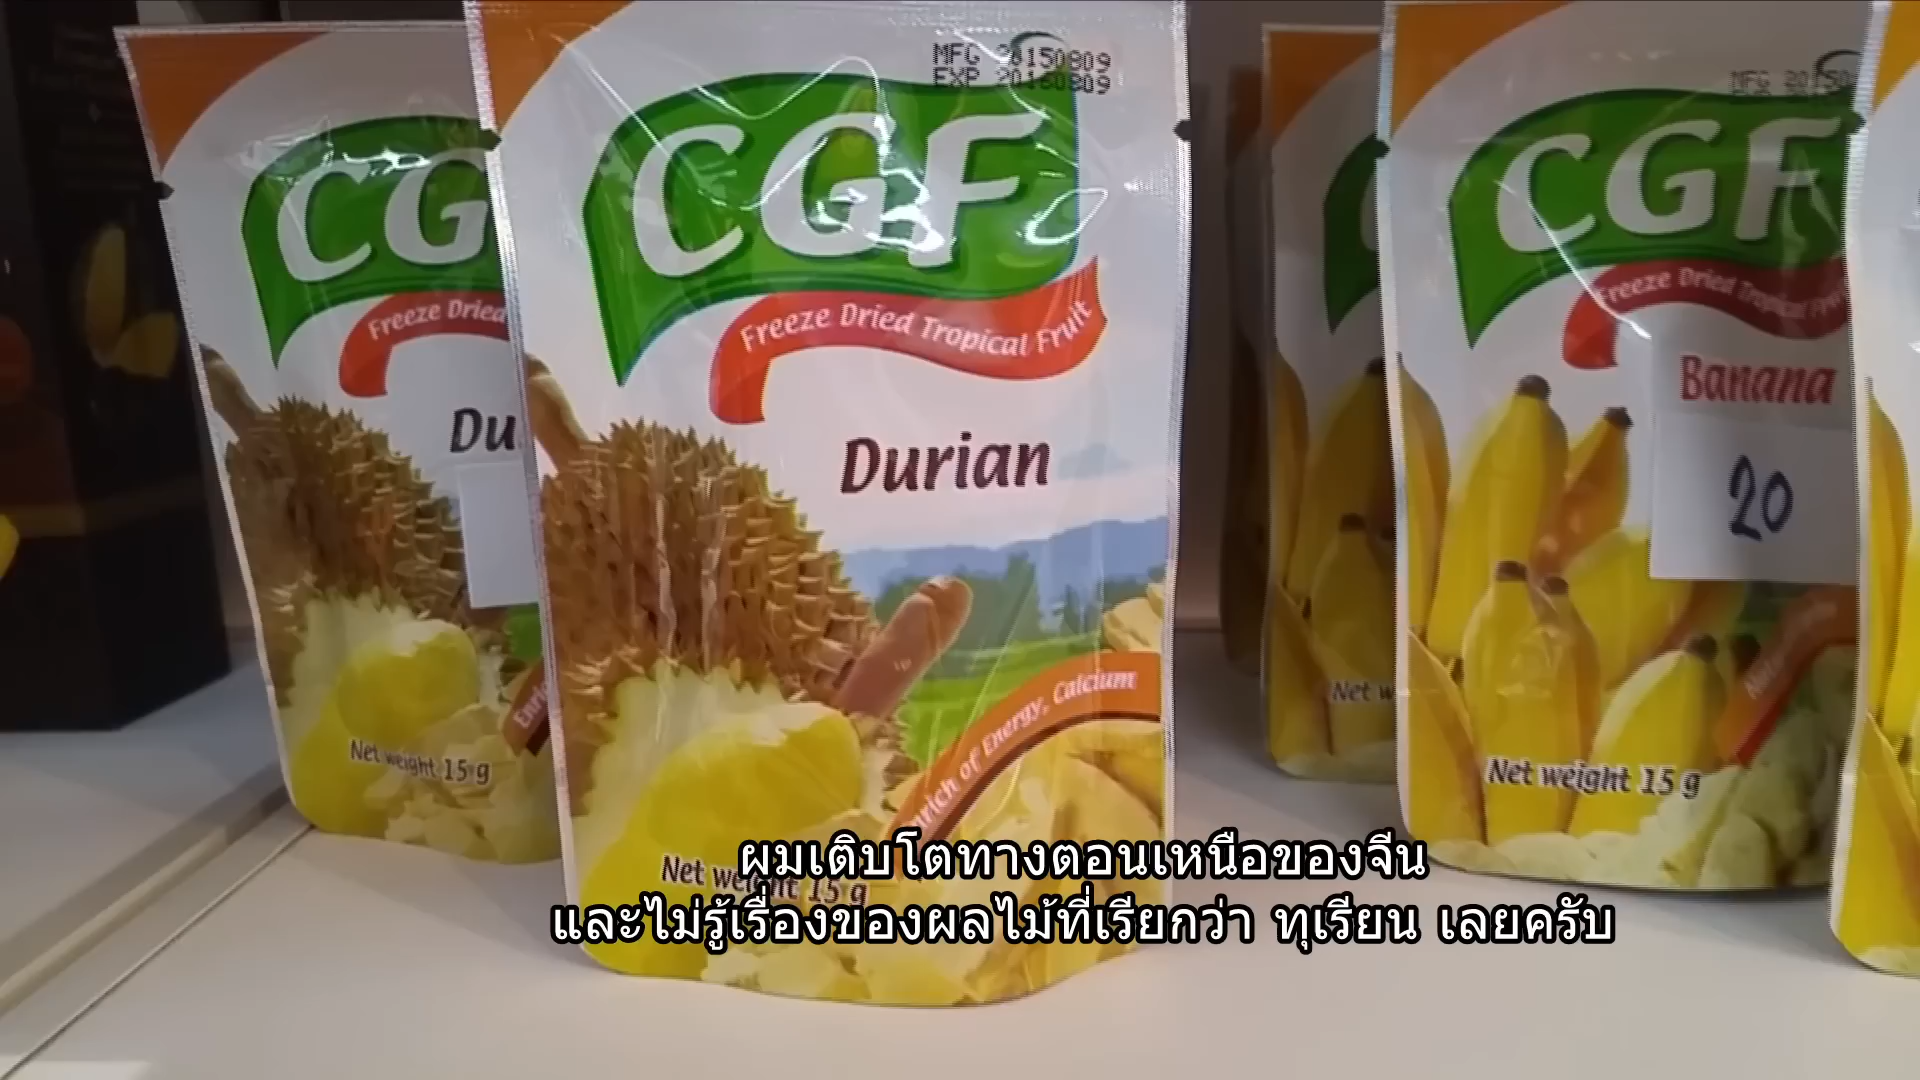 MFG 20150809
EXP 20160809
CGF
Freeze Dried Tropical Fruit
Durian
Enrich of Energy, Calcium
Net weight 15 g
CG
Freeze Dried
Du
Net weight 15 g
CGF
Freeze Dried Tropical Fruit
Banana
20
Net weight 15 g
Net w
ผมเติบโตทางตอนเหนือของจีน
และไม่รู้เรื่องของผลไม้ที่เรียกว่า ทุเรียน เลยครับ